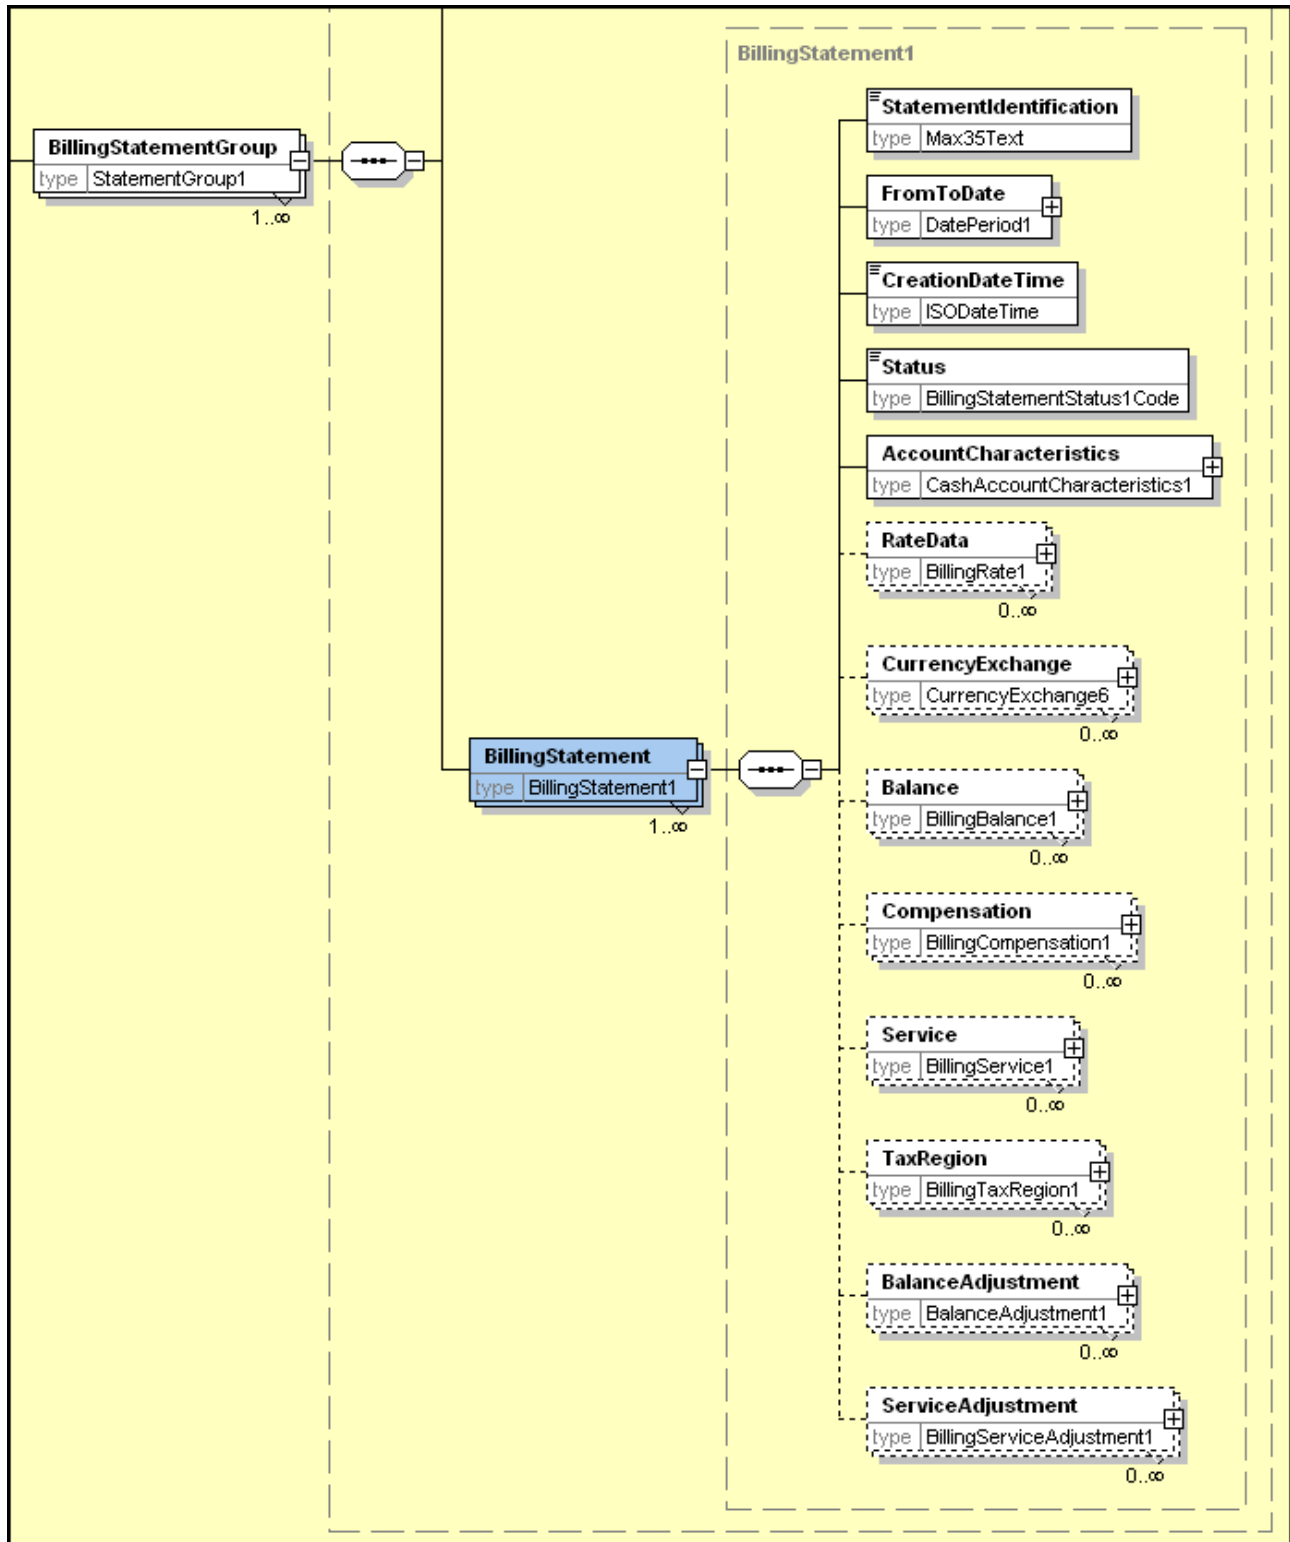 BillingStatement1
StatementIdentification
type Max35Text
BillingStatementGroup
type StatementGroup1
1..∞
FromToDate
type DatePeriod1
CreationDateTime
type ISODateTime
Status
type BillingStatementStatus1Code
AccountCharacteristics
type CashAccountCharacteristics1
RateData
type BillingRate1
0..∞
CurrencyExchange
type CurrencyExchange6
0..∞
BillingStatement
type BillingStatement1
1..∞
Balance
type BillingBalance1
0..∞
Compensation
type BillingCompensation1
0..∞
Service
type BillingService1
0..∞
TaxRegion
type BillingTaxRegion1
0..∞
BalanceAdjustment
type BalanceAdjustment1
0..∞
ServiceAdjustment
type BillingServiceAdjustment1
0..∞